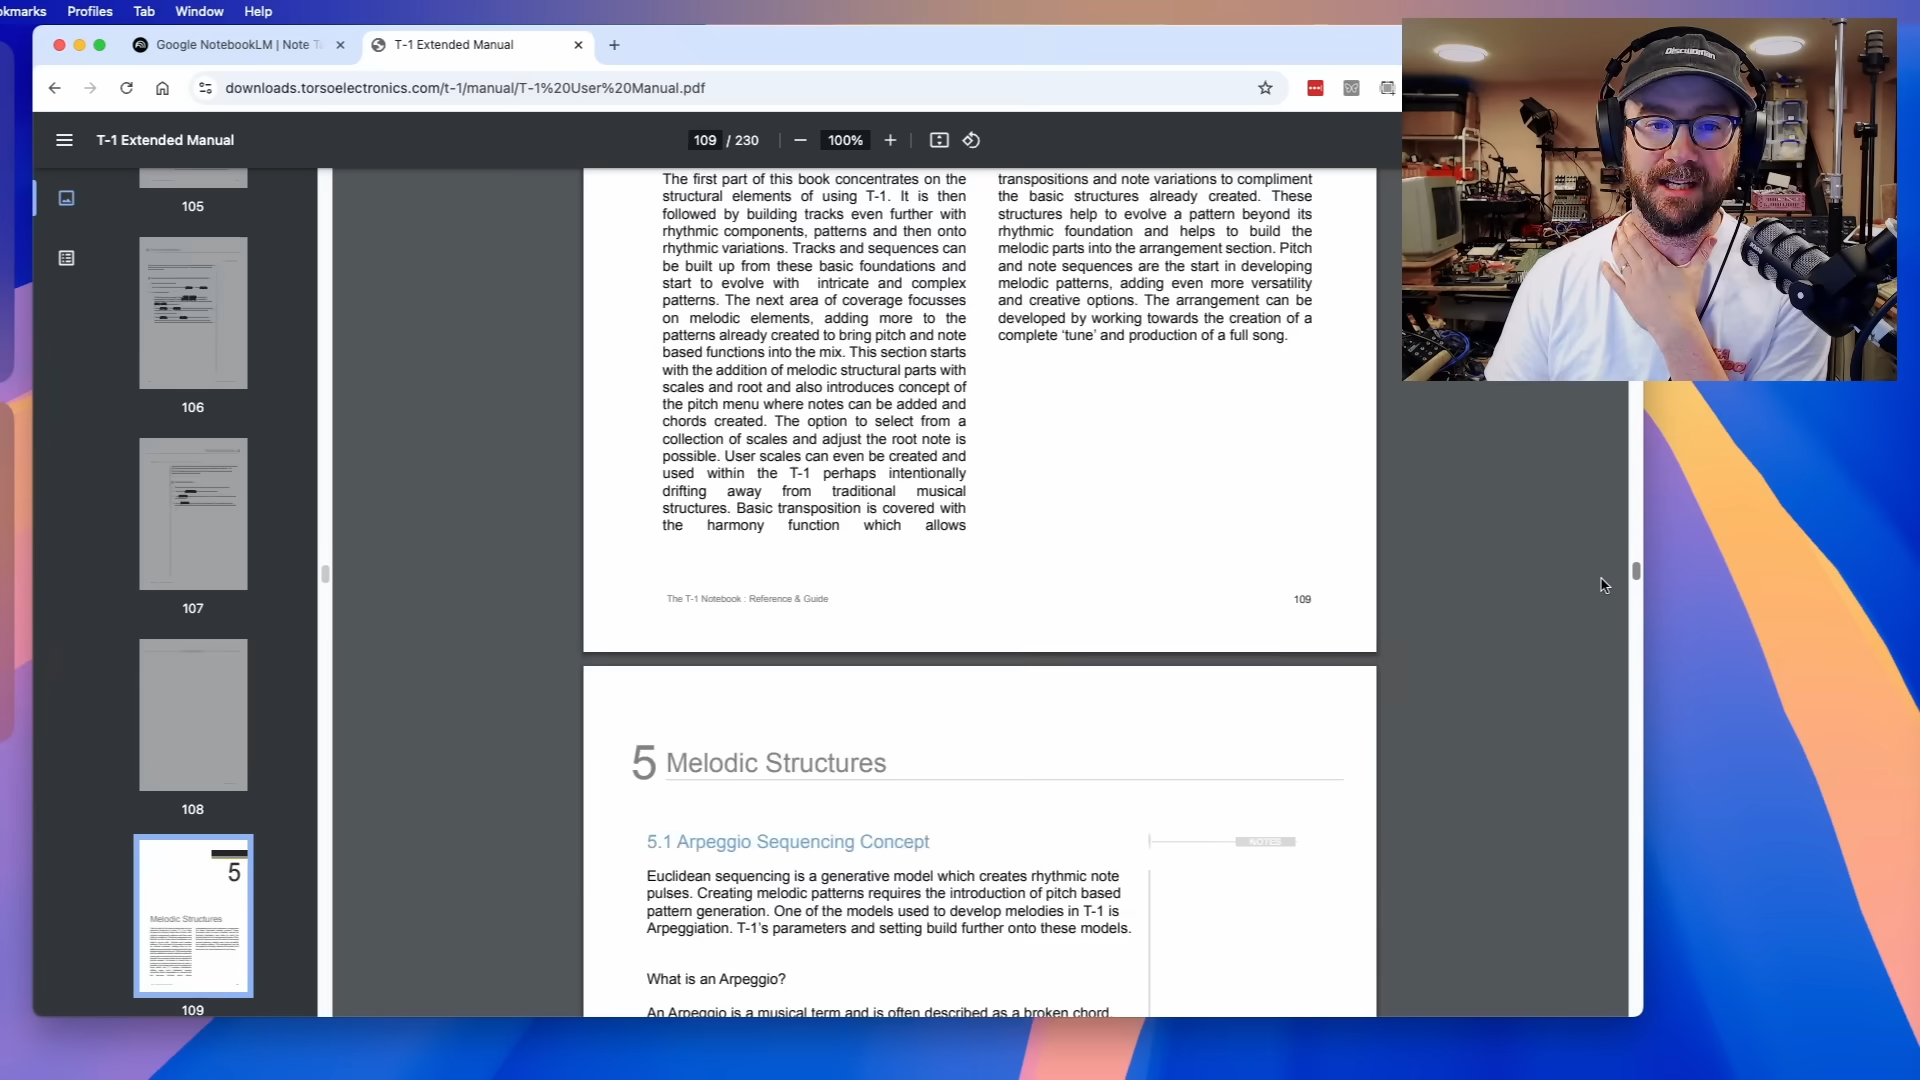 okmarks Profiles Tab Window Help
Google NotebookLM | Note T
T-1 Extended Manual
downloads.torsoelectronics.com/t-1/manual/T-1%20User%20Manual.pdf
T-1 Extended Manual
109 / 230
100%
105
106
107
108
5
Melodic Structures
109
The first part of this book concentrates on the
structural elements of using T-1. It is then
followed by building tracks even further with
rhythmic components, patterns and then onto
rhythmic variations. Tracks and sequences can
be built up from these basic foundations and
start to evolve with intricate and complex
patterns. The next area of coverage focusses
on melodic elements, adding more to the
patterns already created to bring pitch and note
based functions into the mix. This section starts
with the addition of melodic structural parts with
scales and root and also introduces concept of
the pitch menu where notes can be added and
chords created. The option to select from a
collection of scales and adjust the root note is
possible. User scales can even be created and
used within the T-1 perhaps intentionally
drifting away from traditional musical
structures. Basic transposition is covered with
the harmony function which allows
transpositions and note variations to compliment
the basic structures already created. These
structures help to evolve a pattern beyond its
rhythmic foundation and helps to build the
melodic parts into the arrangement section. Pitch
and note sequences are the start in developing
melodic patterns, adding even more versatility
and creative options. The arrangement can be
developed by working towards the creation of a
complete ‘tune’ and production of a full song.
The T-1 Notebook : Reference & Guide
109
5 Melodic Structures
5.1 Arpeggio Sequencing Concept
NOTES
Euclidean sequencing is a generative model which creates rhythmic note
pulses. Creating melodic patterns requires the introduction of pitch based
pattern generation. One of the models used to develop melodies in T-1 is
Arpeggiation. T-1’s parameters and setting build further onto these models.
What is an Arpeggio?
An Arpeggio is a musical term and is often described as a broken chord.